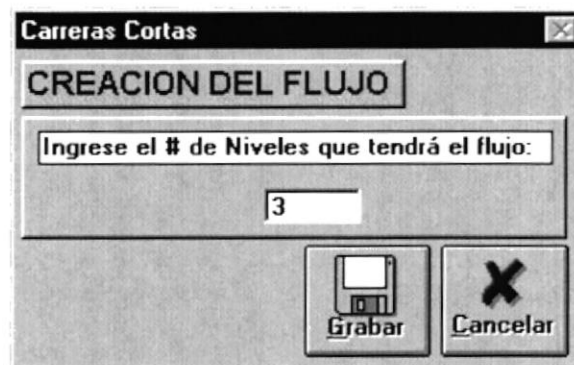 Carreras Cortas
CREACION DEL FLUJO
Ingrese el # de Niveles que tendrá el flujo:
3
Grabar Cancelar